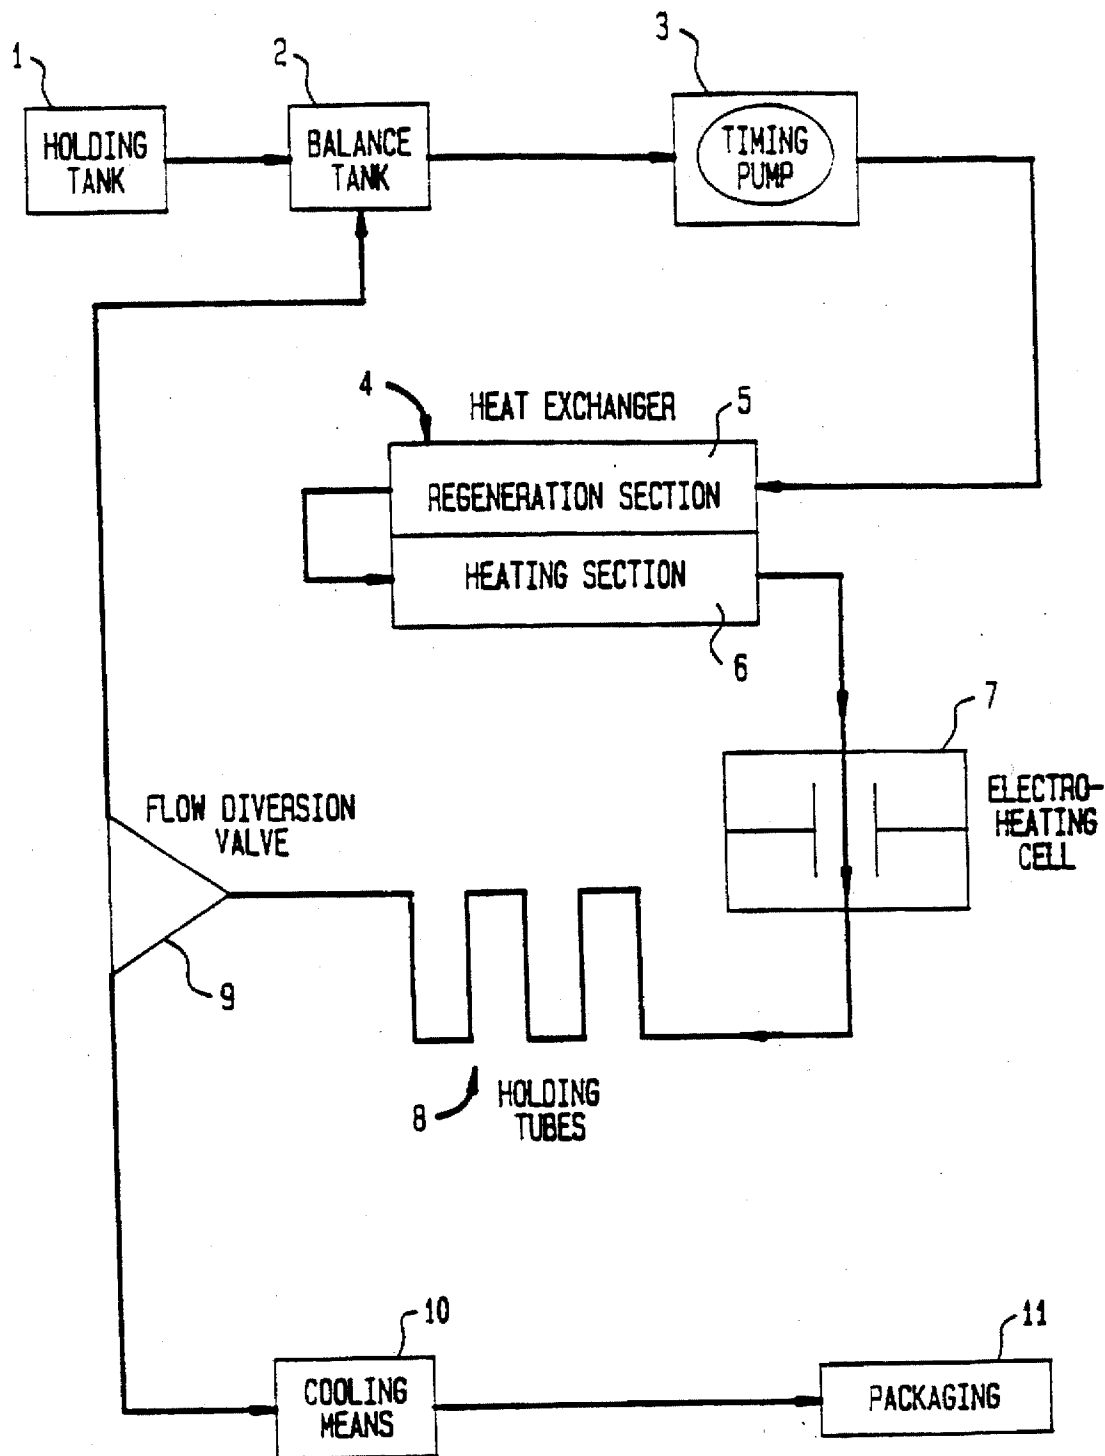 1
HOLDING
TANK
2
BALANCE
TANK
3
TIMING
PUMP
4
HEAT EXCHANGER
5
REGENERATION SECTION
HEATING SECTION
6
7
ELECTRO-
HEATING
CELL
FLOW DIVERSION
VALVE
9
8
HOLDING
TUBES
10
COOLING
MEANS
11
PACKAGING